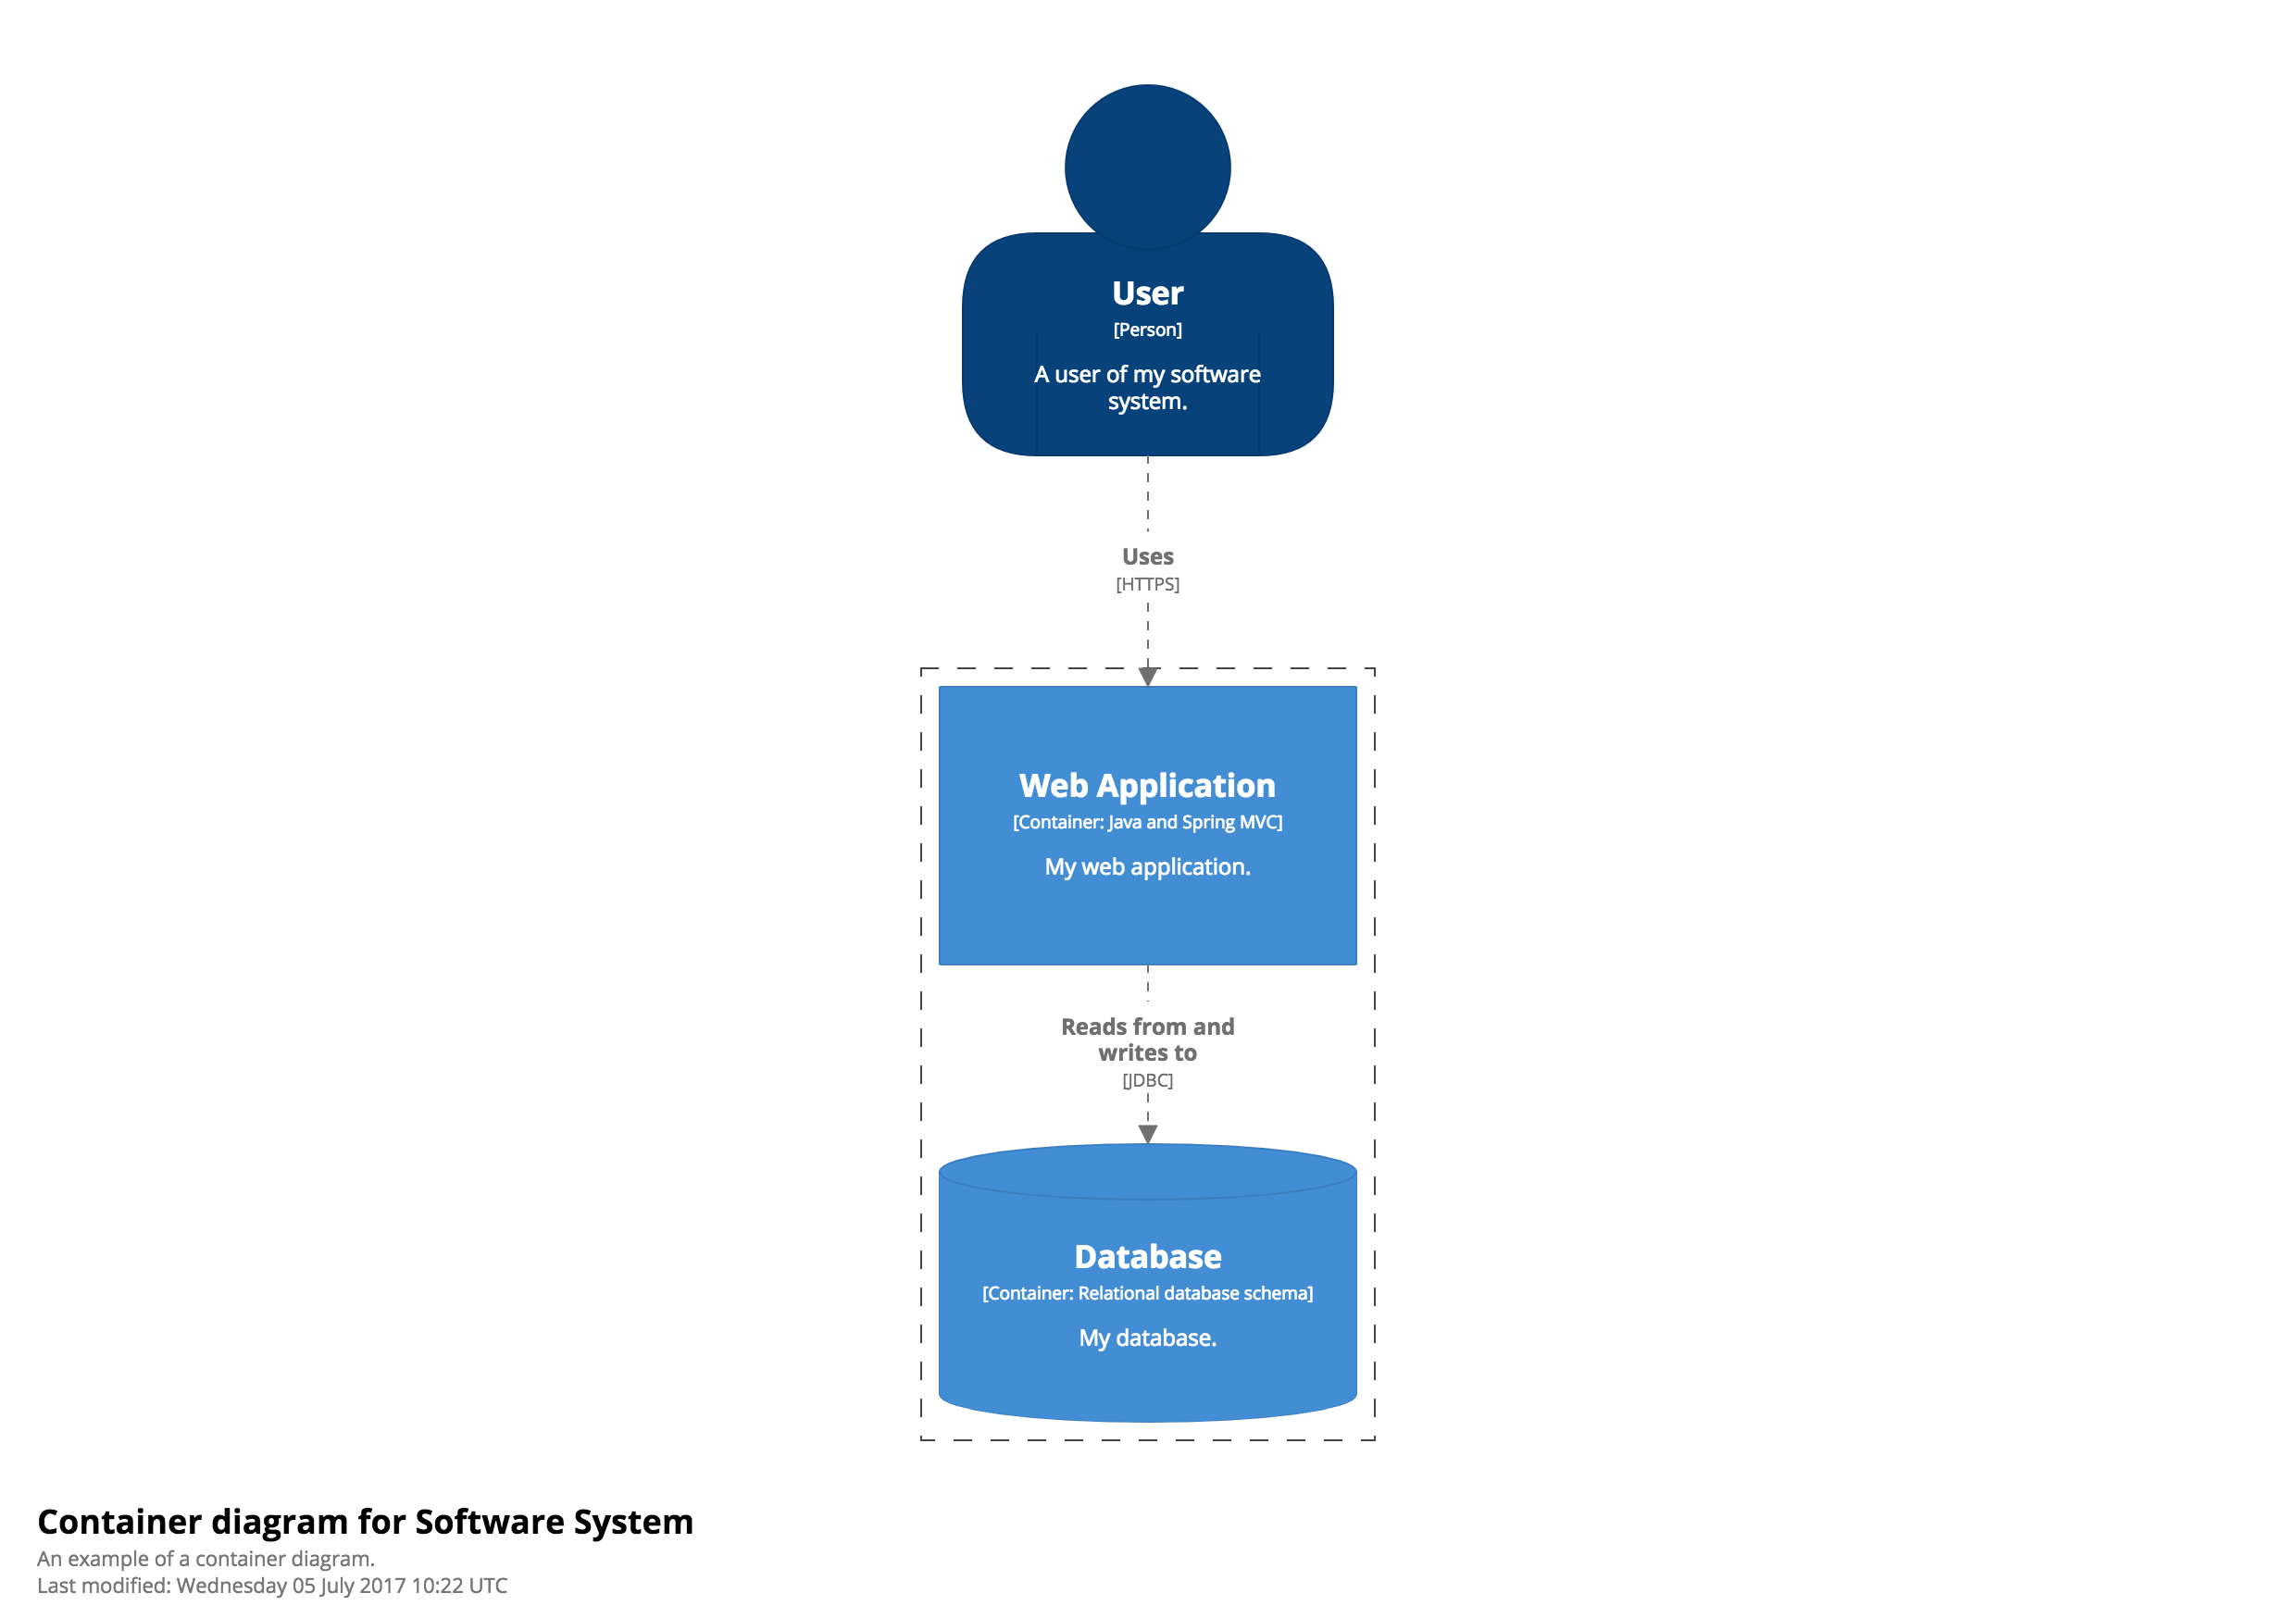 User
[Person]
A user of my software
system.
Uses
[HTTPS]
Web Application
[Container: Java and Spring MVC]
My web application.
Reads from and
writes to
[JDBC]
Database
[Container: Relational database schema]
My database.
Container diagram for Software System
An example of a container diagram.
Last modified: Wednesday 05 July 2017 10:22 UTC